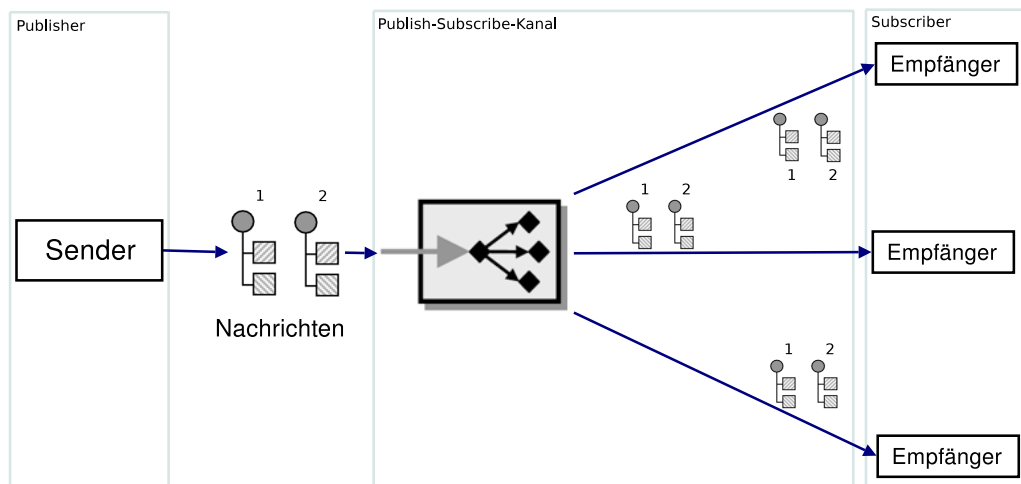 Publisher
Publish-Subscribe-Kanal
Subscriber
Empfänger
1 2
1 2
1 2
Sender
Empfänger
Nachrichten
1 2
Empfänger